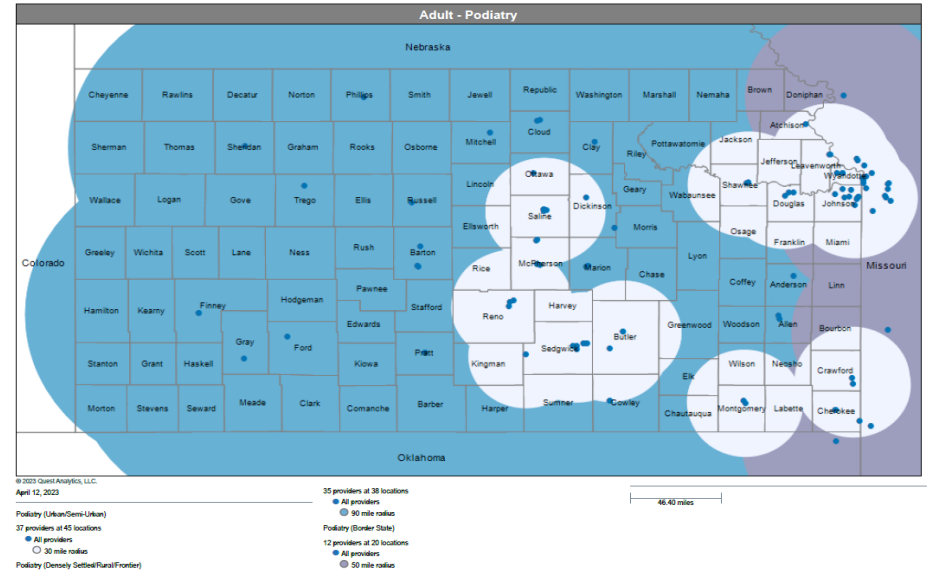 Adult - Podiatry
Nebraska
Cheyenne Rawlins Decatur Norton Phillips Smith Jewell Republic Washington Marshall Nemaha Brown Doniphan
Sherman Thomas Sheridan Graham Rooks Osborne Mitchell Cloud Clay Riley Pottawatomie Jackson Atchison
Jefferson Leavenworth Wyandotte
Wallace Logan Gove Trego Ellis Russell Lincoln Ottawa Saline Dickinson Geary Wabaunsee Shawnee Douglas Johnson
Colorado Greeley Wichita Scott Lane Ness Rush Barton Ellsworth Rice McPherson Marion Morris Chase Lyon Osage Franklin Miami Missouri
Hamilton Kearny Finney Hodgeman Pawnee Edwards Stafford Reno Harvey Butler Greenwood Coffey Anderson Linn
Stanton Grant Haskell Gray Ford Kiowa Pratt Kingman Sedgwick Elk Woodson Allen Bourbon
Wilson Neosho Crawford
Morton Stevens Seward Meade Clark Comanche Barber Harper Sumner Cowley Chautauqua Montgomery Labette Cherokee
Oklahoma
© 2023 Quest Analytics, LLC.
April 12, 2023
Podiatry (Urban/Semi-Urban)
37 providers at 45 locations
All providers
30 mile radius
Podiatry (Densely Settled/Rural/Frontier)
35 providers at 38 locations
All providers
90 mile radius
Podiatry (Border State)
12 providers at 20 locations
All providers
50 mile radius
46.40 miles